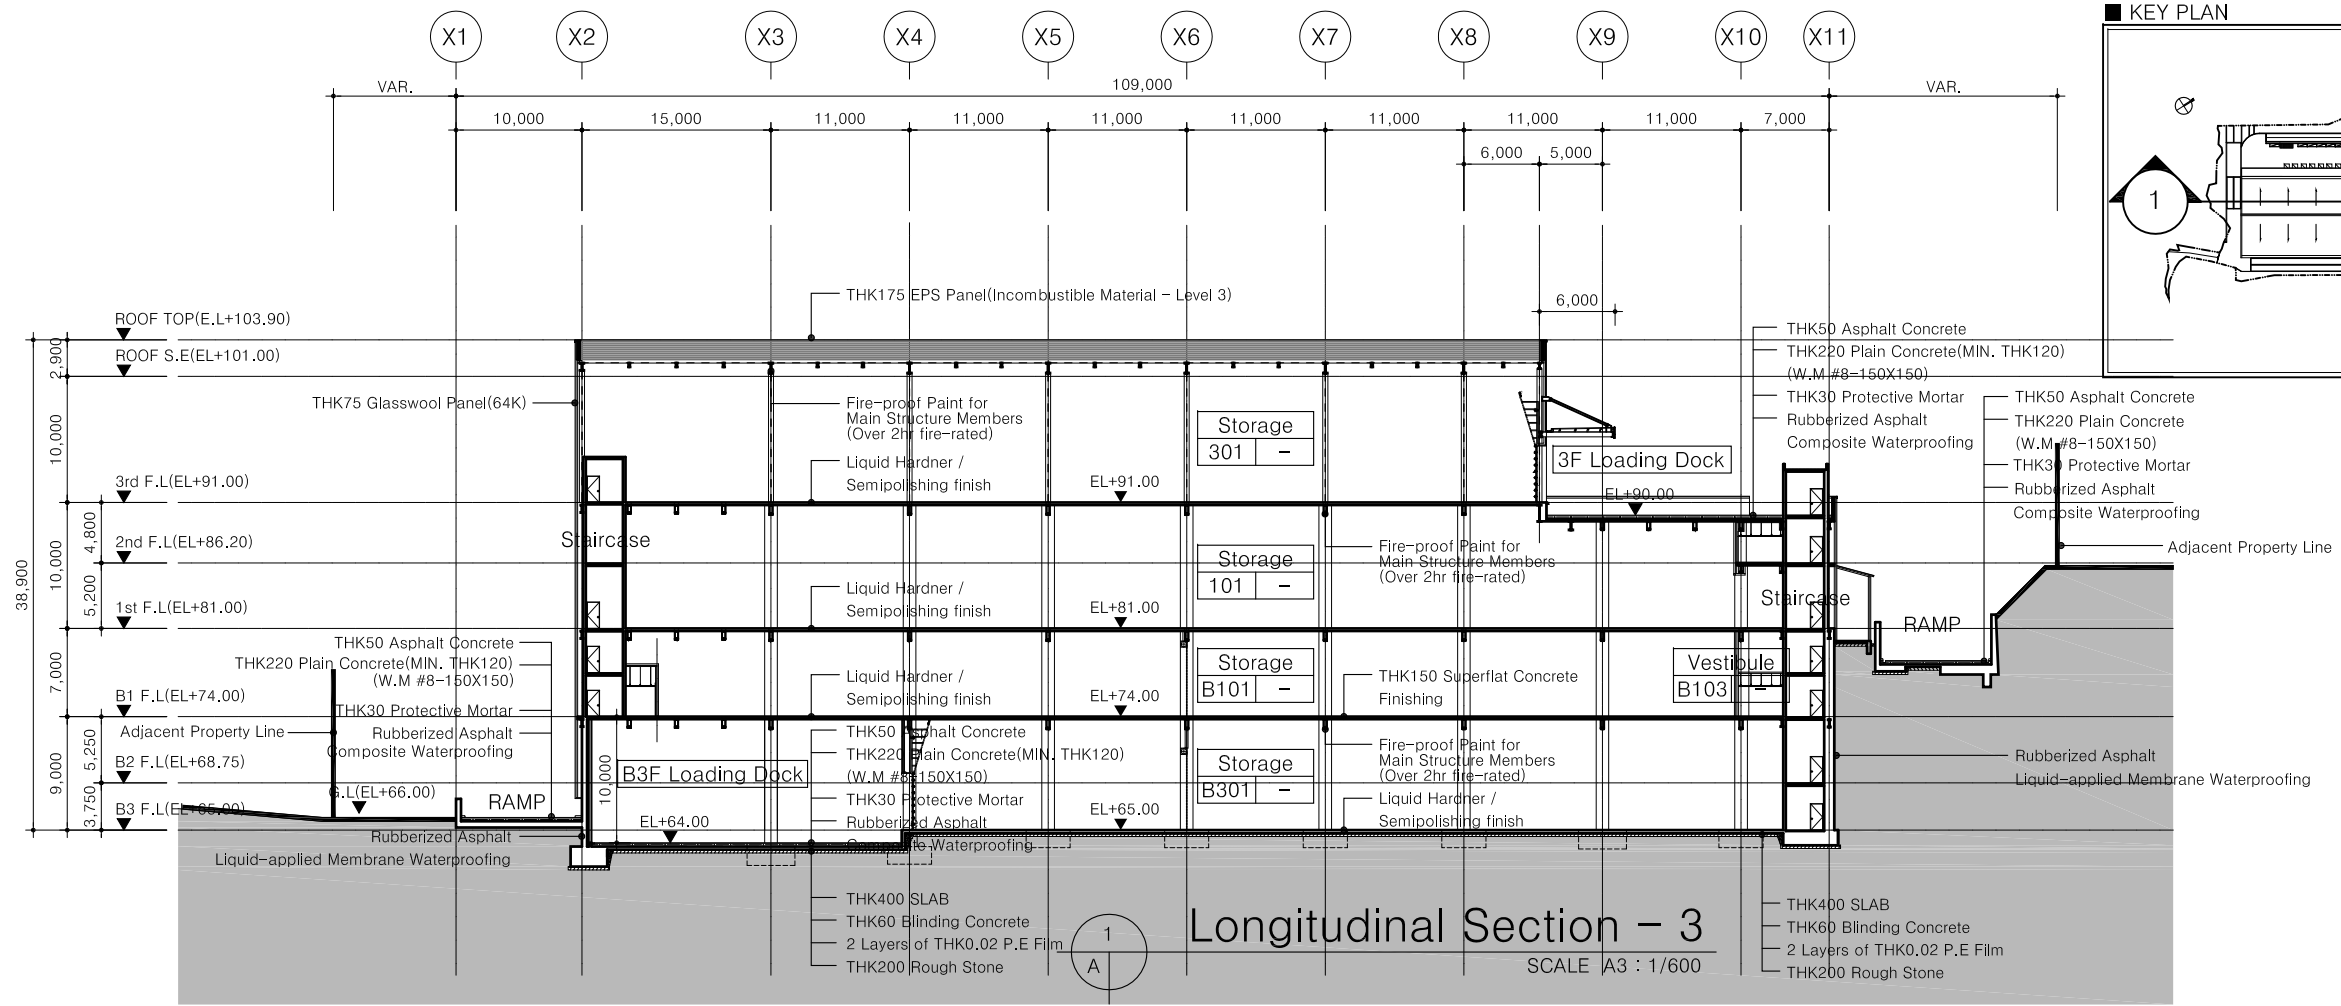 ■ KEY PLAN
X1 X2 X3 X4 X5 X6 X7 X8 X9 X10 X11
VAR. 109,000 VAR.
10,000 15,000 11,000 11,000 11,000 11,000 11,000 11,000 11,000 7,000
6,000 5,000
1
THK175 EPS Panel(Incombustible Material - Level 3)
6,000
ROOF TOP(E.L+103.90)
ROOF S.E(EL+101.00)
3rd F.L(EL+91.00)
2nd F.L(EL+86.20)
1st F.L(EL+81.00)
B1 F.L(EL+74.00)
B2 F.L(EL+68.75)
B3 F.L(EL+65.00)
G.L(EL+66.00)
38,900
2,900
10,000
10,000
7,000
9,000
4,800
5,200
5,250
3,750
THK75 Glasswool Panel(64K)
Fire-proof Paint for
Main Structure Members
(Over 2hr fire-rated)
Liquid Hardner /
Semipolishing finish
EL+91.00
Storage
301 -
3F Loading Dock
EL+90.00
THK50 Asphalt Concrete
THK220 Plain Concrete(MIN. THK120)
(W.M #8-150X150)
THK30 Protective Mortar
Rubberized Asphalt
Composite Waterproofing
THK50 Asphalt Concrete
THK220 Plain Concrete
(W.M #8-150X150)
THK30 Protective Mortar
Rubberized Asphalt
Composite Waterproofing
Adjacent Property Line
Staircase
Liquid Hardner /
Semipolishing finish
EL+81.00
Storage
101 -
Fire-proof Paint for
Main Structure Members
(Over 2hr fire-rated)
Staircase
RAMP
THK50 Asphalt Concrete
THK220 Plain Concrete(MIN. THK120)
(W.M #8-150X150)
THK30 Protective Mortar
Rubberized Asphalt
Composite Waterproofing
Adjacent Property Line
RAMP
Liquid Hardner /
Semipolishing finish
EL+74.00
Storage
B101 -
THK150 Superflat Concrete
Finishing
Vestibule
B103 -
B3F Loading Dock
10,000
EL+64.00
THK50 Asphalt Concrete
THK220 Plain Concrete(MIN. THK120)
(W.M #8-150X150)
THK30 Protective Mortar
Rubberized Asphalt
Composite Waterproofing
EL+65.00
Storage
B301 -
Fire-proof Paint for
Main Structure Members
(Over 2hr fire-rated)
Liquid Hardner /
Semipolishing finish
Rubberized Asphalt
Liquid-applied Membrane Waterproofing
Rubberized Asphalt
Liquid-applied Membrane Waterproofing
THK400 SLAB
THK60 Blinding Concrete
2 Layers of THK0.02 P.E Film
THK200 Rough Stone
1
A
Longitudinal Section - 3
SCALE A3 : 1/600
THK400 SLAB
THK60 Blinding Concrete
2 Layers of THK0.02 P.E Film
THK200 Rough Stone